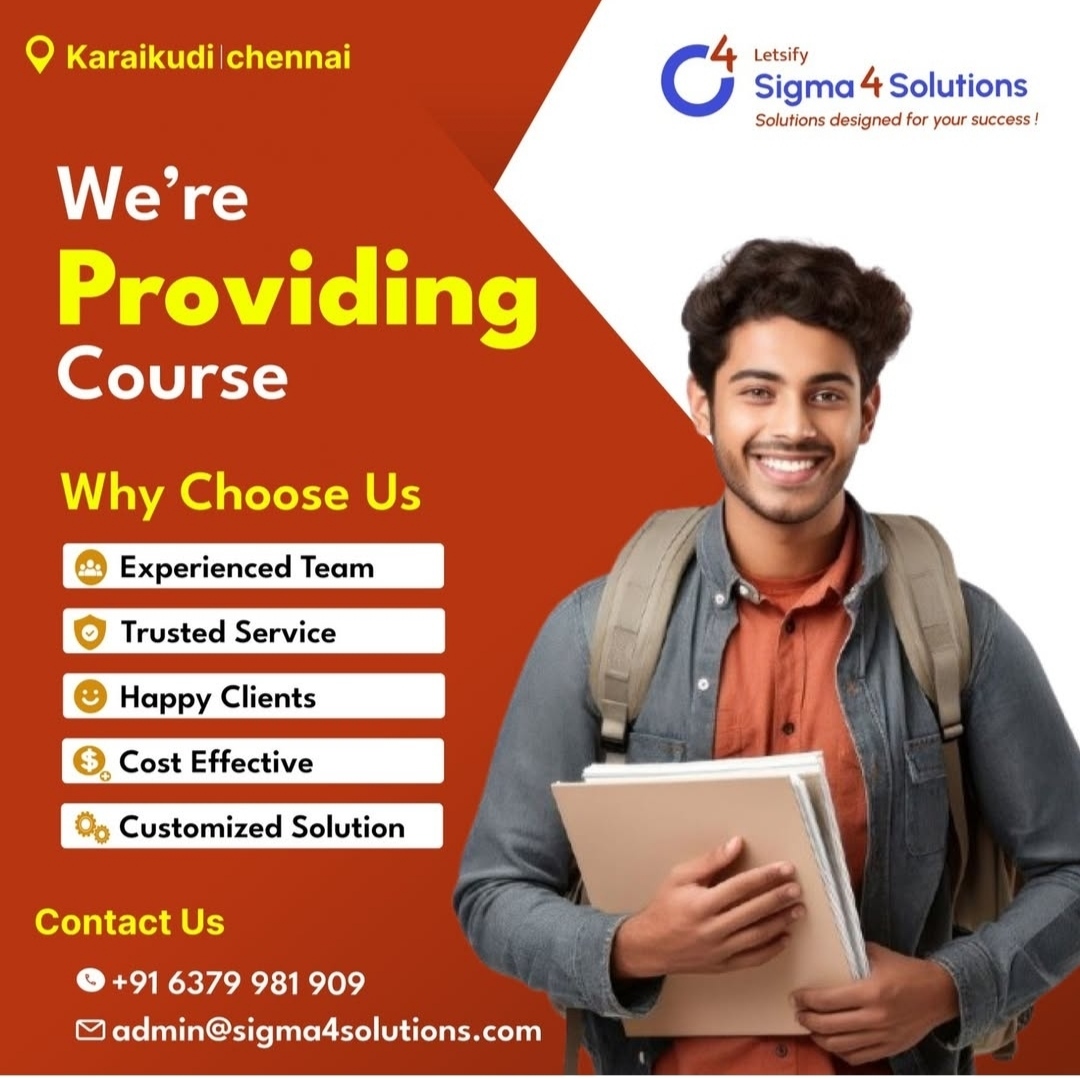 Karaikudi|chennai
4 Letsify
Sigma 4 Solutions
Solutions designed for your success !
We’re
Providing
Course
Why Choose Us
Experienced Team
Trusted Service
Happy Clients
$ Cost Effective
Customized Solution
Contact Us
+91 6379 981 909
admin@sigma4solutions.com